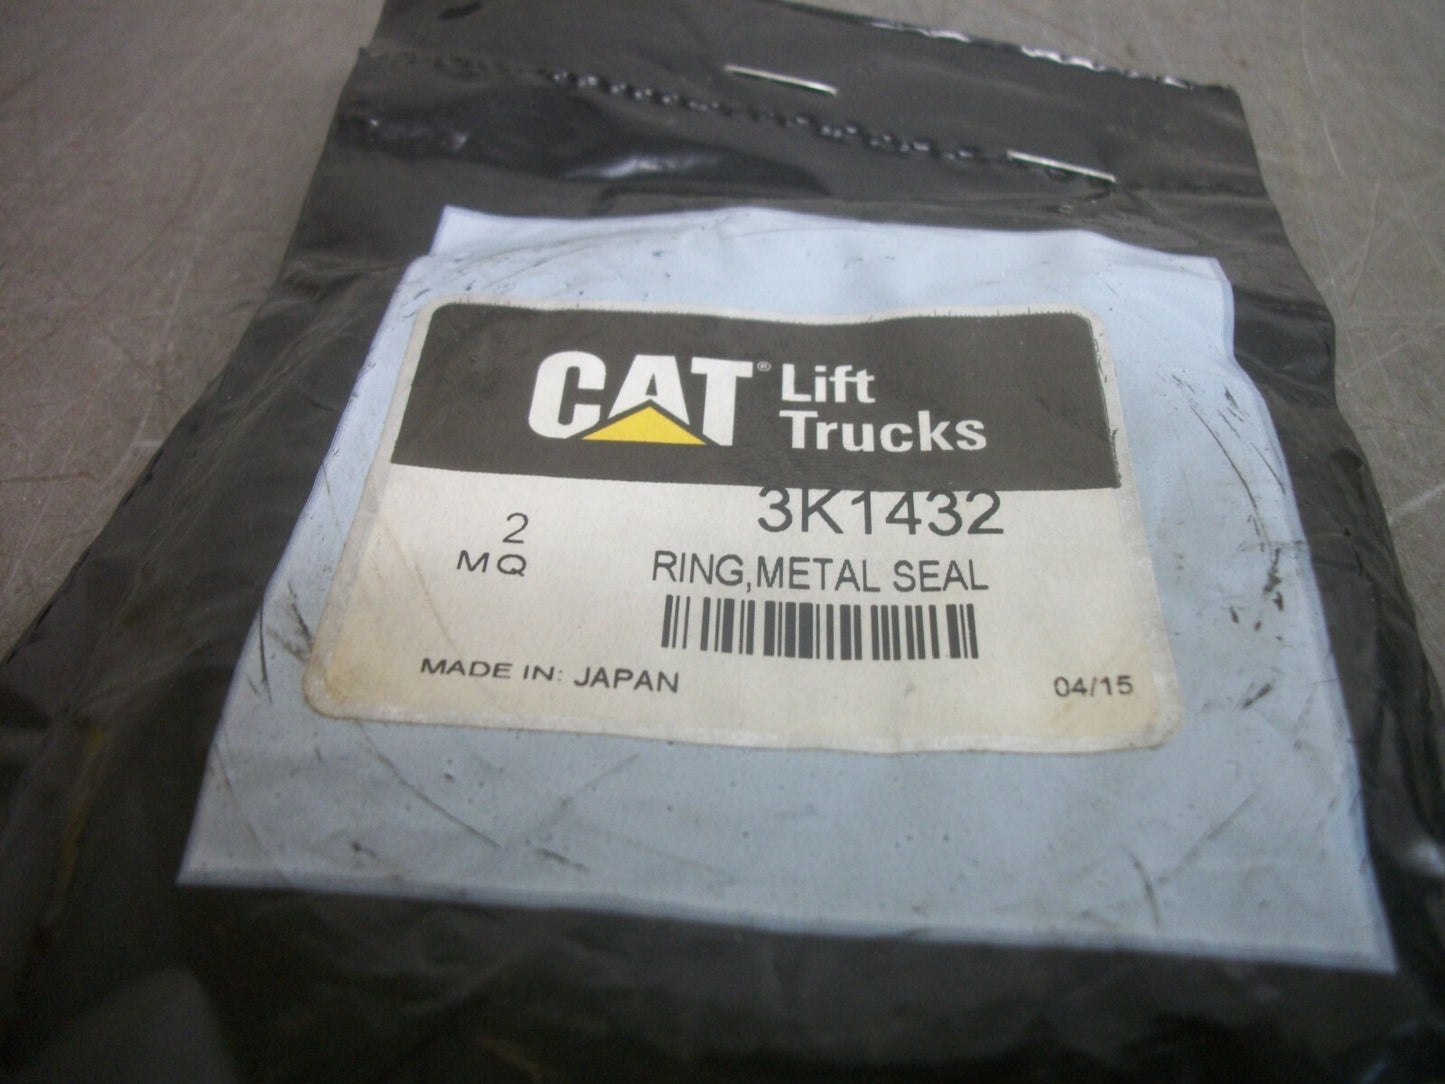 CAT® Lift
Trucks
3K1432
2
MQ
RING,METAL SEAL
MADE IN: JAPAN
04/15